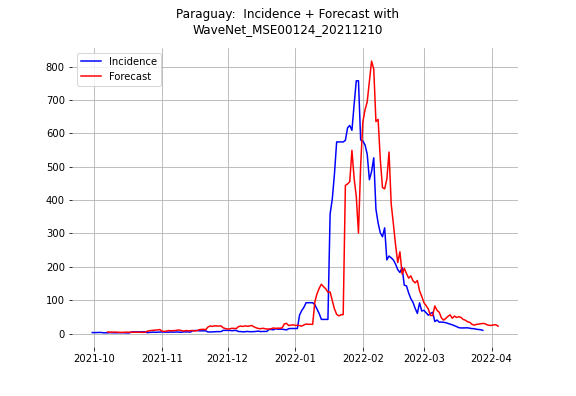 Paraguay:  Incidence + Forecast with
WaveNet_MSE00124_20211210
Incidence
Forecast
800
700
600
500
400
300
200
100
0
2021-10 2021-11 2021-12 2022-01 2022-02 2022-03 2022-04